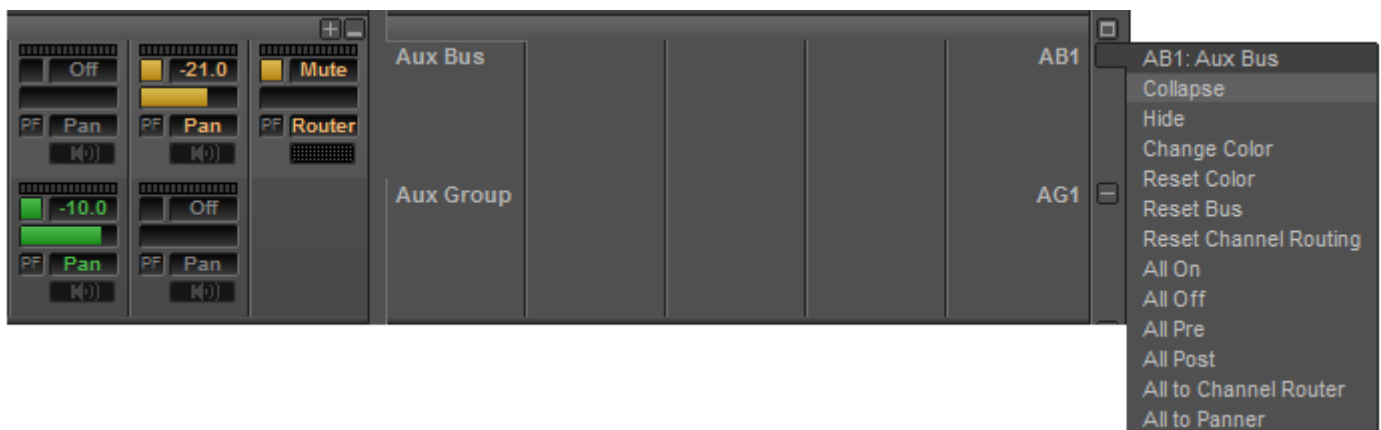 Aux Bus AB1
Off -21.0 Mute
PF Pan PF Pan PF Router
Aux Group AG1
-10.0 Off
PF Pan PF Pan
AB1: Aux Bus
Collapse
Hide
Change Color
Reset Color
Reset Bus
Reset Channel Routing
All On
All Off
All Pre
All Post
All to Channel Router
All to Panner